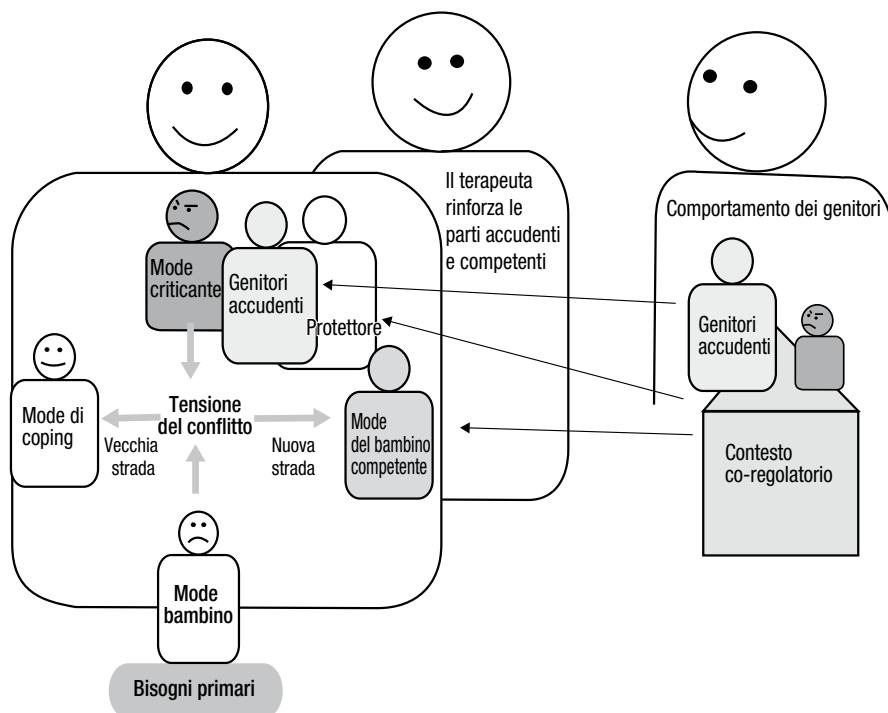 Il terapeuta
rinforza le
parti accudenti
e competenti
Comportamento dei genitori
Mode
criticante
Genitori
accudenti
Protettore
Genitori
accudenti
Mode di
coping
Tensione
del conflitto
Vecchia
strada
Nuova
strada
Mode
del bambino
competente
Contesto
co-regolatorio
Mode
bambino
Bisogni primari